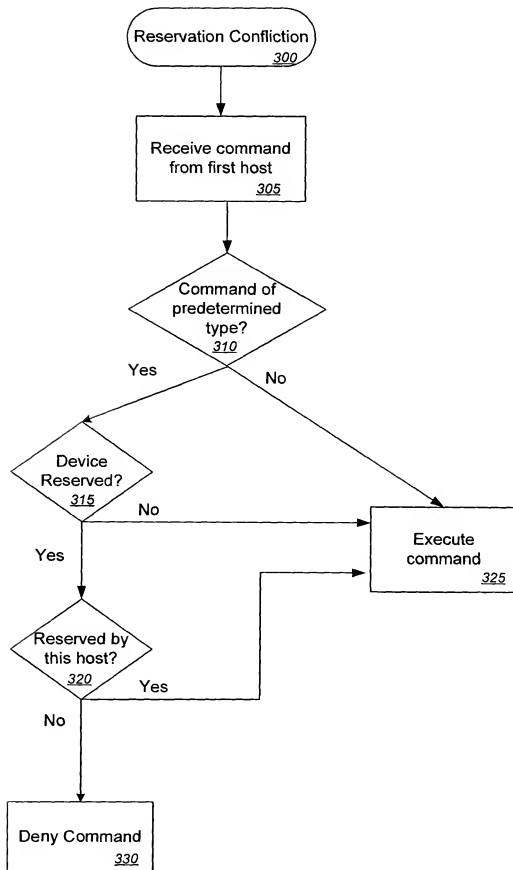 Reservation Confliction
300
Receive command
from first host
305
Command of
predetermined
type?
310
Yes
No
Device
Reserved?
315
No
Yes
Execute
command
325
Reserved by
this host?
320
Yes
No
Deny Command
330